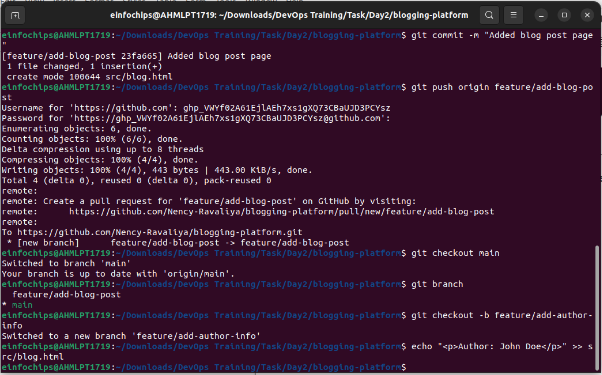 einfochips@AHMLPT1719: ~/Downloads/DevOps Training/Task/Day2/blogging-platform
einfochips@AHMLPT1719:~/Downloads/DevOps Training/Task/Day2/blogging-platform$ git commit -m "Added blog post page
"
[feature/add-blog-post 23fa665] Added blog post page
1 file changed, 1 insertion(+)
create mode 100644 src/blog.html
einfochips@AHMLPT1719:~/Downloads/DevOps Training/Task/Day2/blogging-platform$ git push origin feature/add-blog-po
st
Username for 'https://github.com':
Password for
Enumerating objects: 6, done.
Counting objects: 100% (6/6), done.
Delta compression using up to 8 threads
Compressing objects: 100% (4/4), done.
Writing objects: 100% (4/4), 443 bytes | 443.00 KiB/s, done.
Total 4 (delta 0), reused 0 (delta 0), pack-reused 0
remote:
remote: Create a pull request for 'feature/add-blog-post' on GitHub by visiting:
remote:      https://github.com/Nency-Ravaliya/blogging-platform/pull/new/feature/add-blog-post
remote:
To https://github.com/Nency-Ravaliya/blogging-platform.git
* [new branch]      feature/add-blog-post -> feature/add-blog-post
einfochips@AHMLPT1719:~/Downloads/DevOps Training/Task/Day2/blogging-platform$ git checkout main
Switched to branch 'main'
Your branch is up to date with 'origin/main'.
einfochips@AHMLPT1719:~/Downloads/DevOps Training/Task/Day2/blogging-platform$ git branch
feature/add-blog-post
* main
einfochips@AHMLPT1719:~/Downloads/DevOps Training/Task/Day2/blogging-platform$ git checkout -b feature/add-author-
info
Switched to a new branch 'feature/add-author-info'
einfochips@AHMLPT1719:~/Downloads/DevOps Training/Task/Day2/blogging-platform$ echo "<p>Author: John Doe</p>" >> s
rc/blog.html
einfochips@AHMLPT1719:~/Downloads/DevOps Training/Task/Day2/blogging-platform$